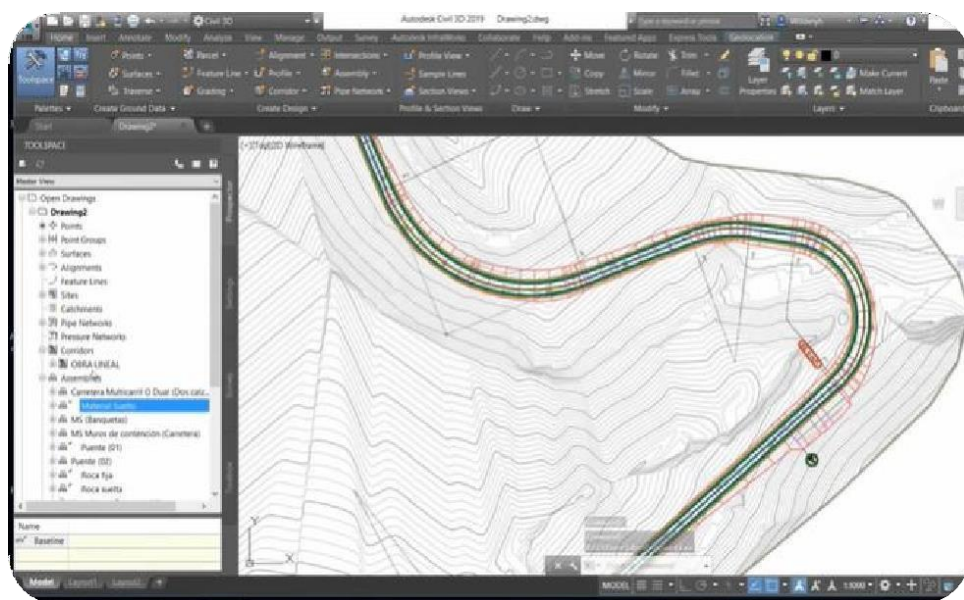 Civil 3D
Autodesk Civil 3D 2019 Drawing2.dwg
Home Insert Annotate Modify Analyze View Manage Output Survey Autodesk InfraWorks Collaborate Help Add-ins Featured Apps Express Tools Geolocation
Points Parcel Alignment Intersections Profile View Move Rotate Trim
Surfaces Feature Line Profile Assembly Sample Lines Copy Mirror Fillet Make Current
Traverse Grading Corridor Pipe Network Section Views Stretch Scale Array Match Layer
Toolspace Layer Properties Paste
Palettes Create Ground Data Create Design Profile & Section Views Draw Modify Layers Clipboard
Start Drawing2*
TOOLSPACE
Master View
Open Drawings
Drawing2
Points
Point Groups
Surfaces
Alignments
Feature Lines
Sites
Catchments
Pipe Networks
Pressure Networks
Corridors
OBRA LINEAL
Assemblies
Carretera Multicarril O Dual (Dos calz...
Material Suelto
MS (Banquetas)
MS Muros de contención (Carretera)
Puente (01)
Puente (02)
Roca fija
Roca suelta
Name
Baseline
Prospector
Settings
Survey
Toolbox
Y
X
Model Layout1 Layout2
MODEL